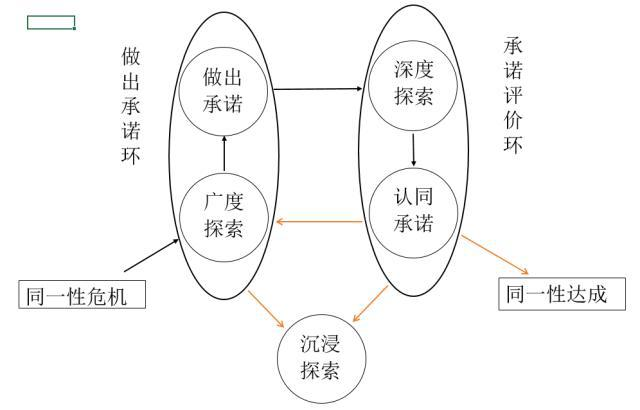 做出承诺环
做出
承诺
广度
探索
深度
探索
认同
承诺
承诺评价环
同一性危机
同一性达成
沉浸
探索